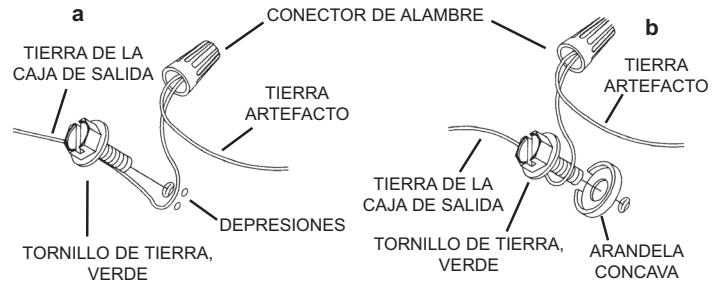 a
CONECTOR DE ALAMBRE
b
TIERRA DE LA
CAJA DE SALIDA
TIERRA
ARTEFACTO
DEPRESIONES
TORNILLO DE TIERRA,
VERDE
TIERRA
ARTEFACTO
TIERRA DE LA
CAJA DE SALIDA
TORNILLO DE TIERRA,
VERDE
ARANDELA
CONCAVA